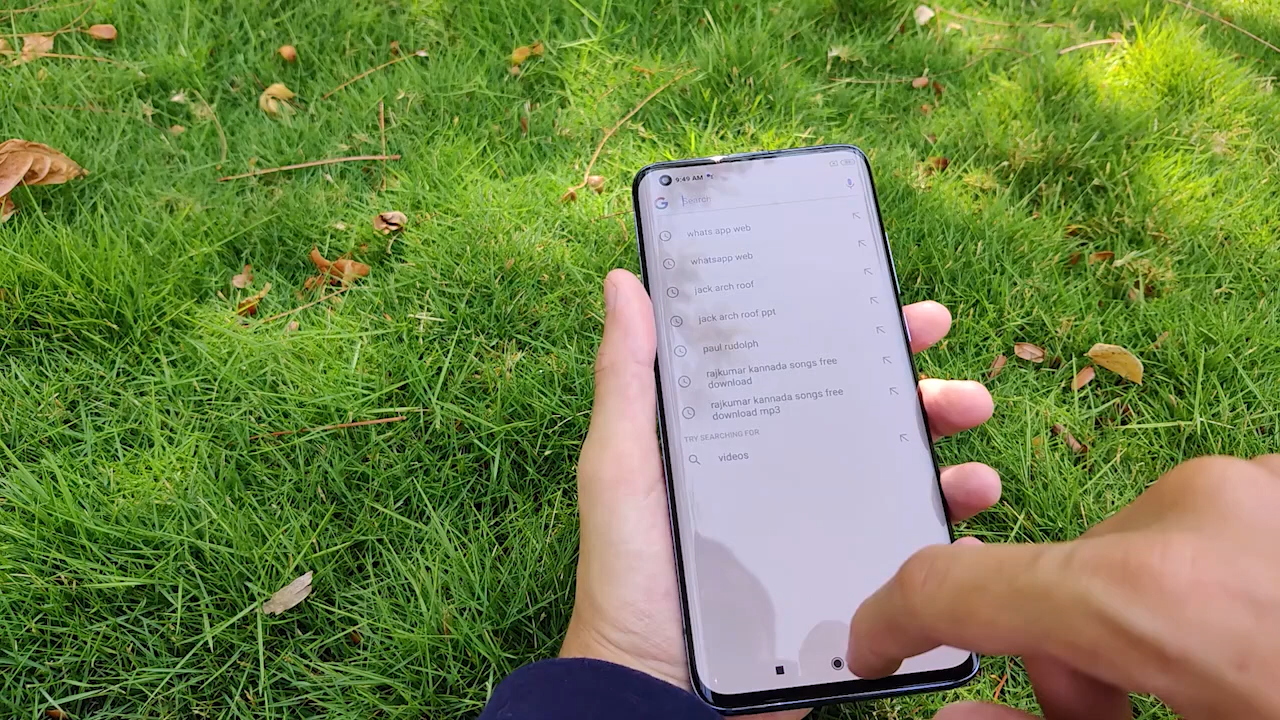 9:49 AM
Search
whats app web
whatsapp web
jack arch roof
jack arch roof ppt
paul rudolph
rajkumar kannada songs free
download
rajkumar kannada songs free
download mp3
TRY SEARCHING FOR
videos